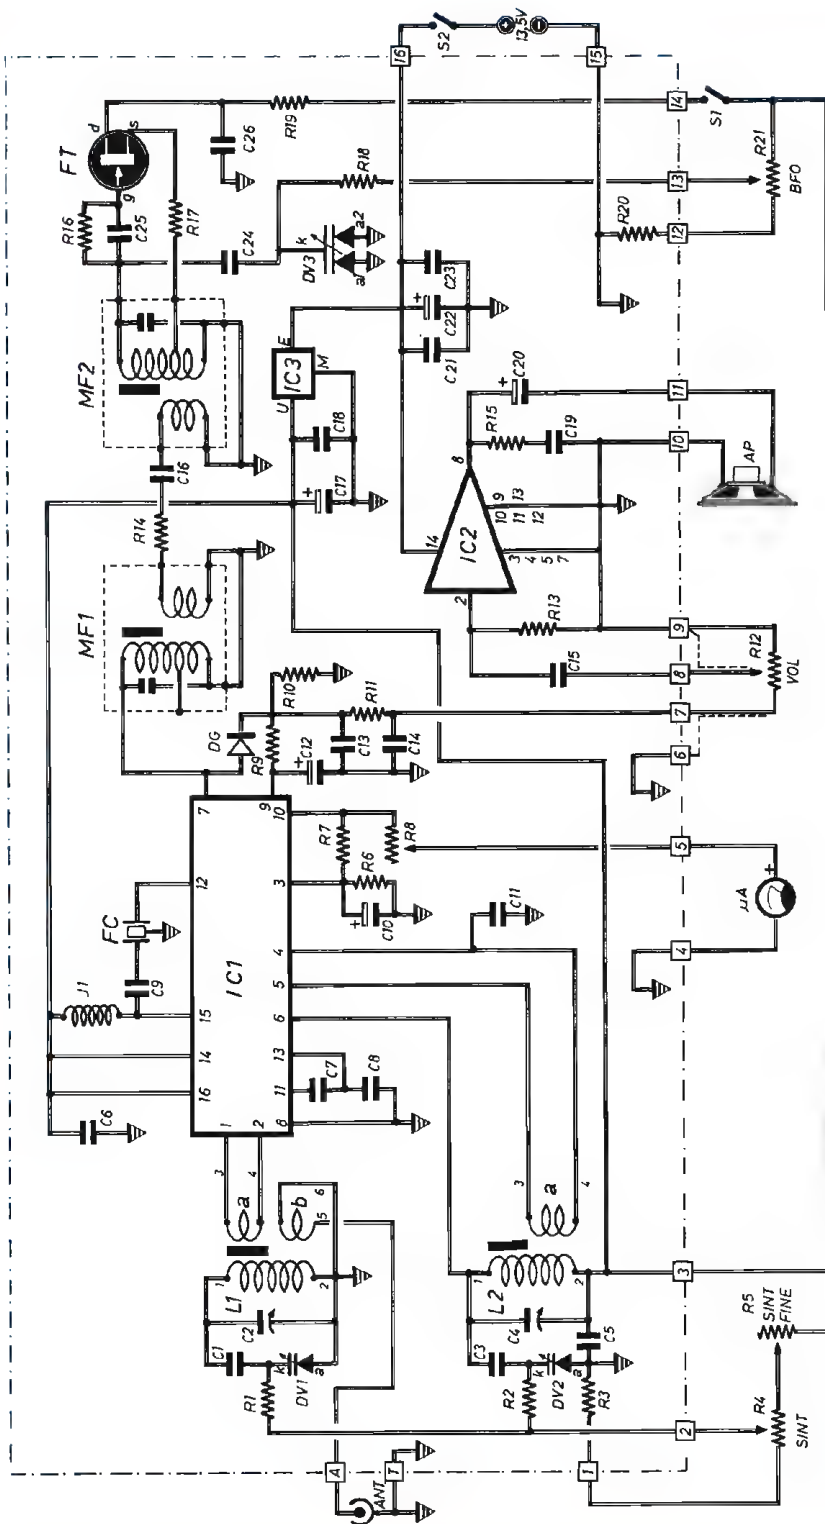 ANT
A
T
R1
C1
C2
DV1
k
a
L1
1
2
a
3
4
b
5
6
C6
IC1
16
14
15
12
7
9
1
2
8
11
13
6
5
4
3
10
J1
C9
FC
C7
C8
C11
C10
R6
R7
R8
DG
R9
R10
C12
C13
R11
C14
MF1
R14
C16
MF2
R16
C25
FT
g
d
s
R17
C24
C26
R19
DV3
k
a
a2
R18
C17
C18
IC3
U
E
M
C21
C22
C23
IC2
2
14
8
3
4
5
7
10
9
11
13
12
R13
C15
R15
C19
C20
16
S2
13,5V
15
R20
R2
C3
C4
DV2
k
a
R3
C5
L2
1
2
a
3
4
1
2
3
4
5
6
7
8
9
10
11
12
13
14
R4
SINT
R5
SINT
FINE
µA
+
R12
VOL
AP
R21
BFO
S1